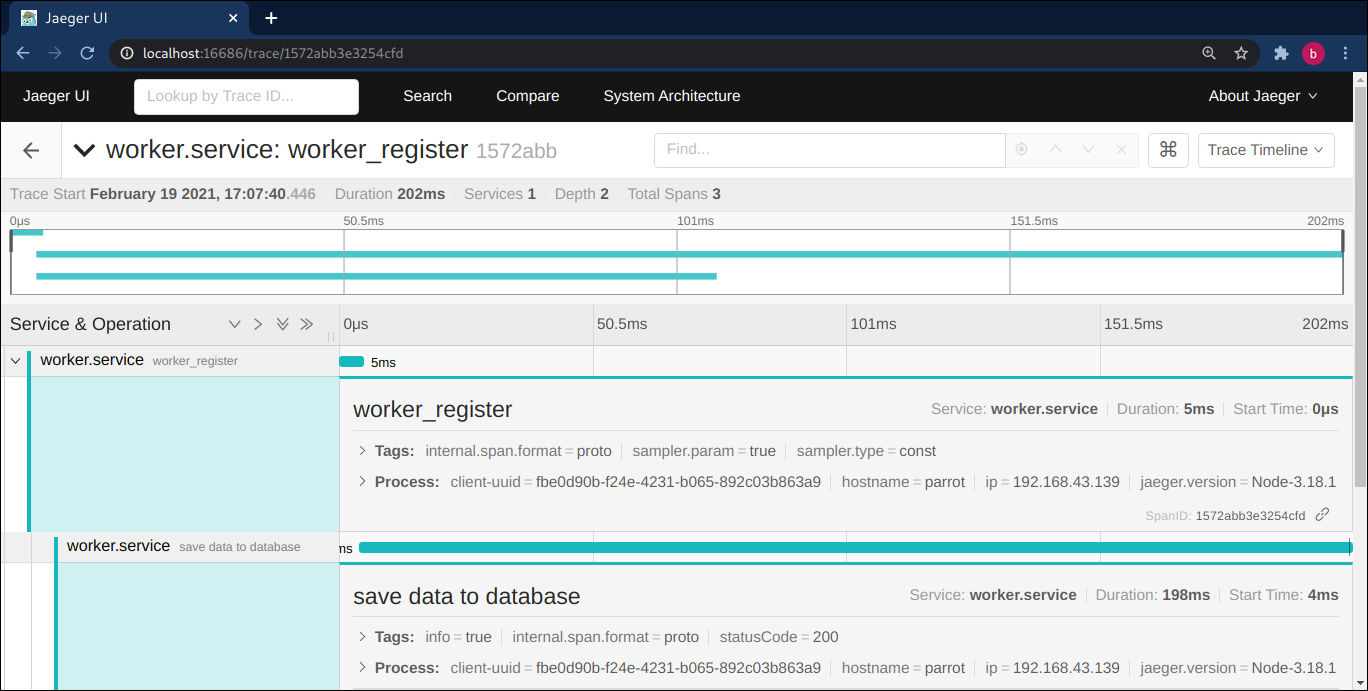 Jaeger UI
localhost:16686/trace/1572abb3e3254cfd
b
Jaeger UI Lookup by Trace ID... Search Compare System Architecture About Jaeger
worker.service: worker_register 1572abb Find... ⌘ Trace Timeline
Trace Start February 19 2021, 17:07:40.446 Duration 202ms Services 1 Depth 2 Total Spans 3
0μs 50.5ms 101ms 151.5ms 202ms
Service & Operation 0μs 50.5ms 101ms 151.5ms 202ms
worker.service worker_register 5ms
worker_register Service: worker.service Duration: 5ms Start Time: 0μs
Tags: internal.span.format = proto sampler.param = true sampler.type = const
Process: client-uuid = fbe0d90b-f24e-4231-b065-892c03b863a9 hostname = parrot ip = 192.168.43.139 jaeger.version = Node-3.18.1
SpanID: 1572abb3e3254cfd
worker.service save data to database ms
save data to database Service: worker.service Duration: 198ms Start Time: 4ms
Tags: info = true internal.span.format = proto statusCode = 200
Process: client-uuid = fbe0d90b-f24e-4231-b065-892c03b863a9 hostname = parrot ip = 192.168.43.139 jaeger.version = Node-3.18.1